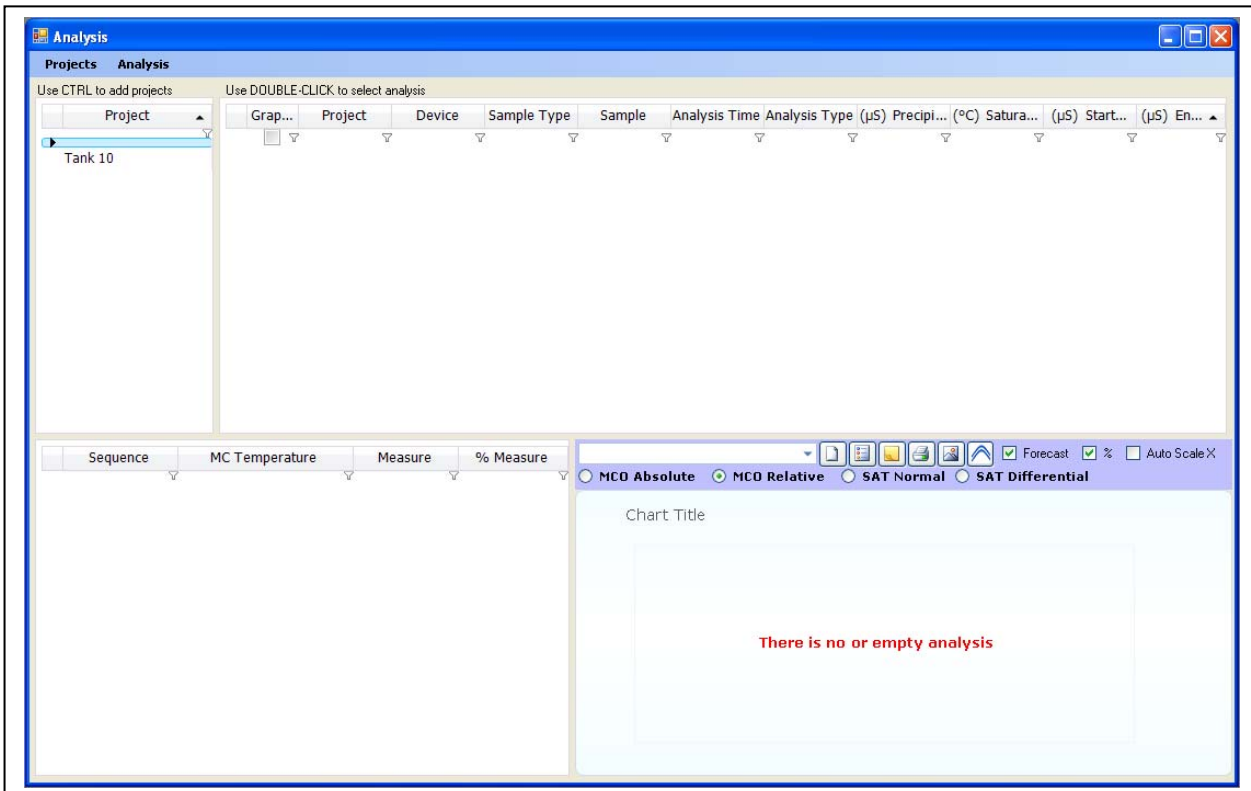 Analysis
Projects Analysis
Use CTRL to add projects
Use DOUBLE-CLICK to select analysis
Project
Grap... Project Device Sample Type Sample Analysis Time Analysis Type (µS) Precipi... (ºC) Satura... (µS) Start... (µS) En...
Tank 10
Sequence MC Temperature Measure % Measure
Forecast % Auto Scale X
MCO Absolute MCO Relative SAT Normal SAT Differential
Chart Title
There is no or empty analysis